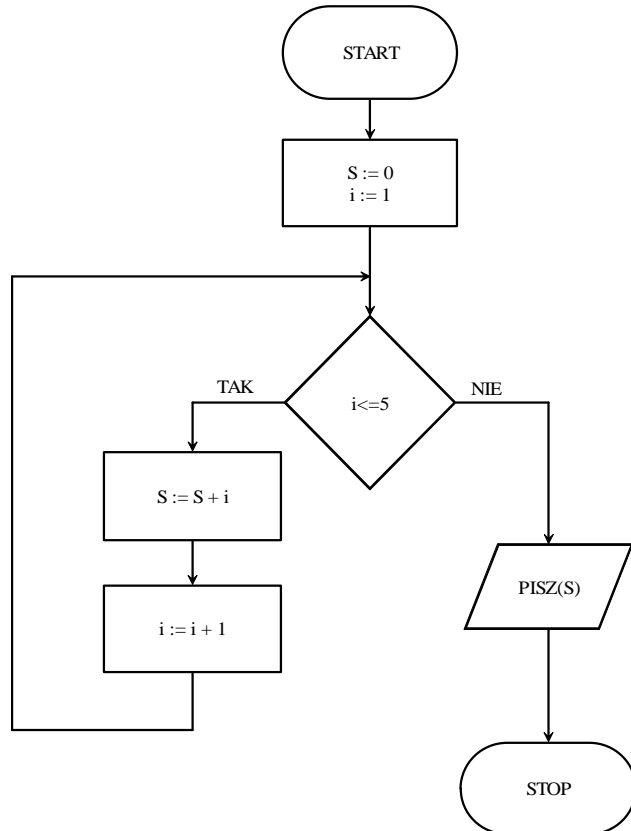 START
S := 0
i := 1
i<=5
TAK
NIE
S := S + i
i := i + 1
PISZ(S)
STOP